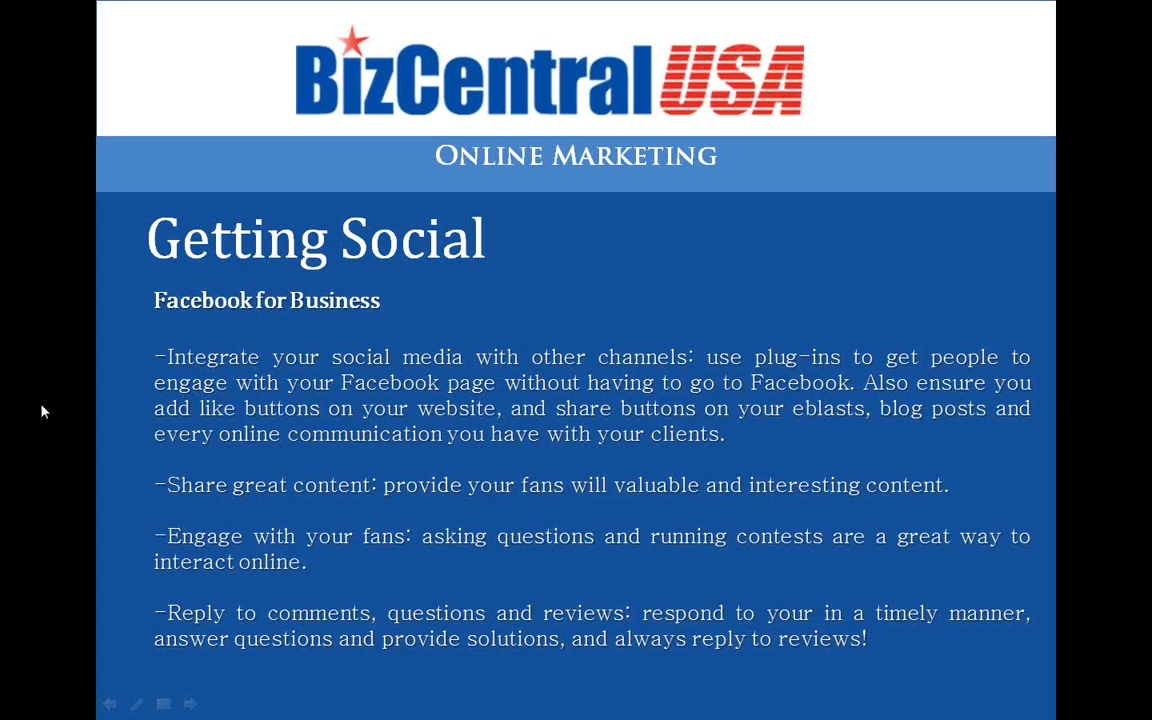 BizCentral USA
Online Marketing
Getting Social
Facebook for Business
-Integrate your social media with other channels: use plug-ins to get people to
engage with your Facebook page without having to go to Facebook. Also ensure you
add like buttons on your website, and share buttons on your eblasts, blog posts and
every online communication you have with your clients.
-Share great content: provide your fans will valuable and interesting content.
-Engage with your fans: asking questions and running contests are a great way to
interact online.
-Reply to comments, questions and reviews: respond to your in a timely manner,
answer questions and provide solutions, and always reply to reviews!